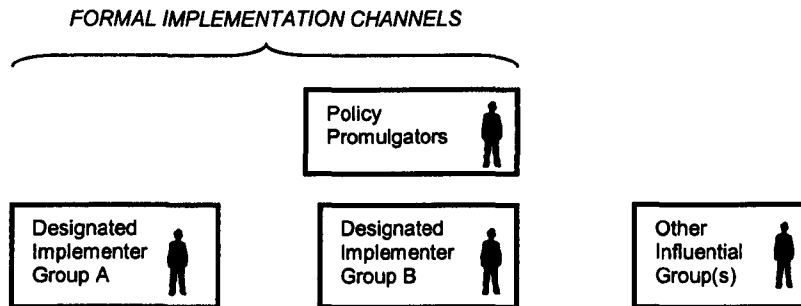 FORMAL IMPLEMENTATION CHANNELS
Policy
Promulgators
Designated
Implementer
Group A
Designated
Implementer
Group B
Other
Influential
Group(s)